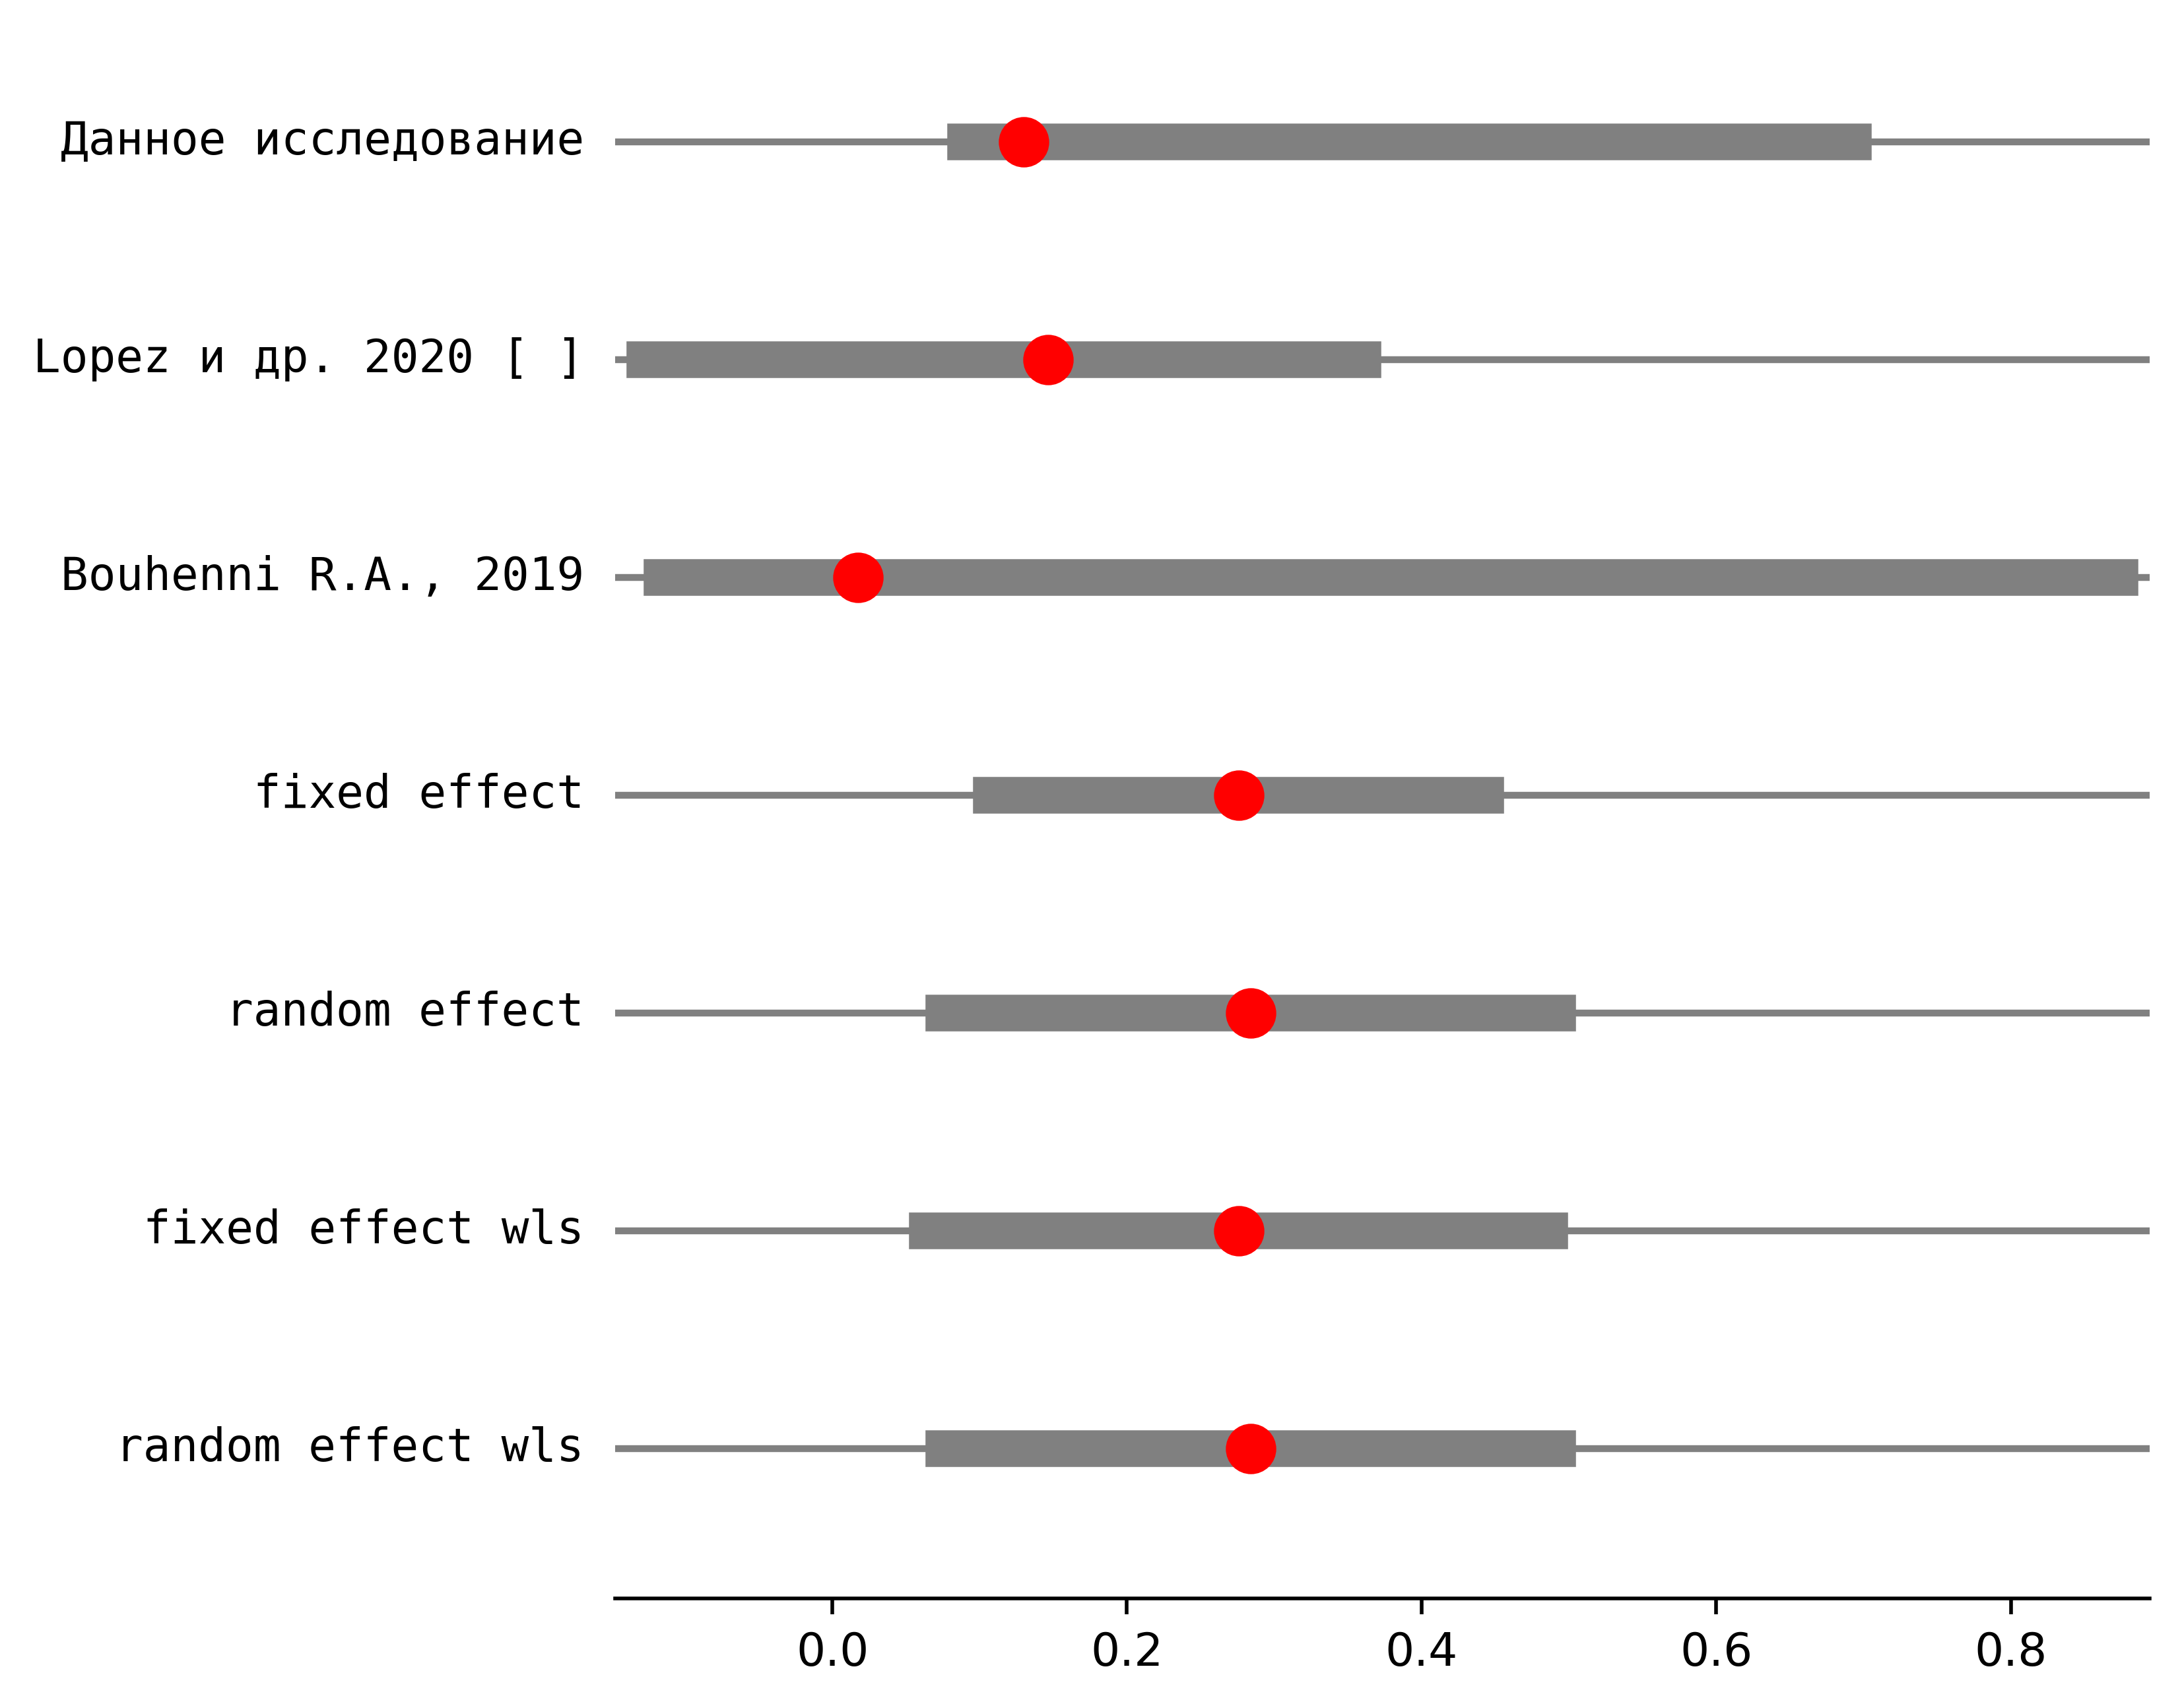 Данное исследование
Lopez и др. 2020 [ ]
Bouhenni R.A., 2019
fixed effect
random effect
fixed effect wls
random effect wls
0.0 0.2 0.4 0.6 0.8